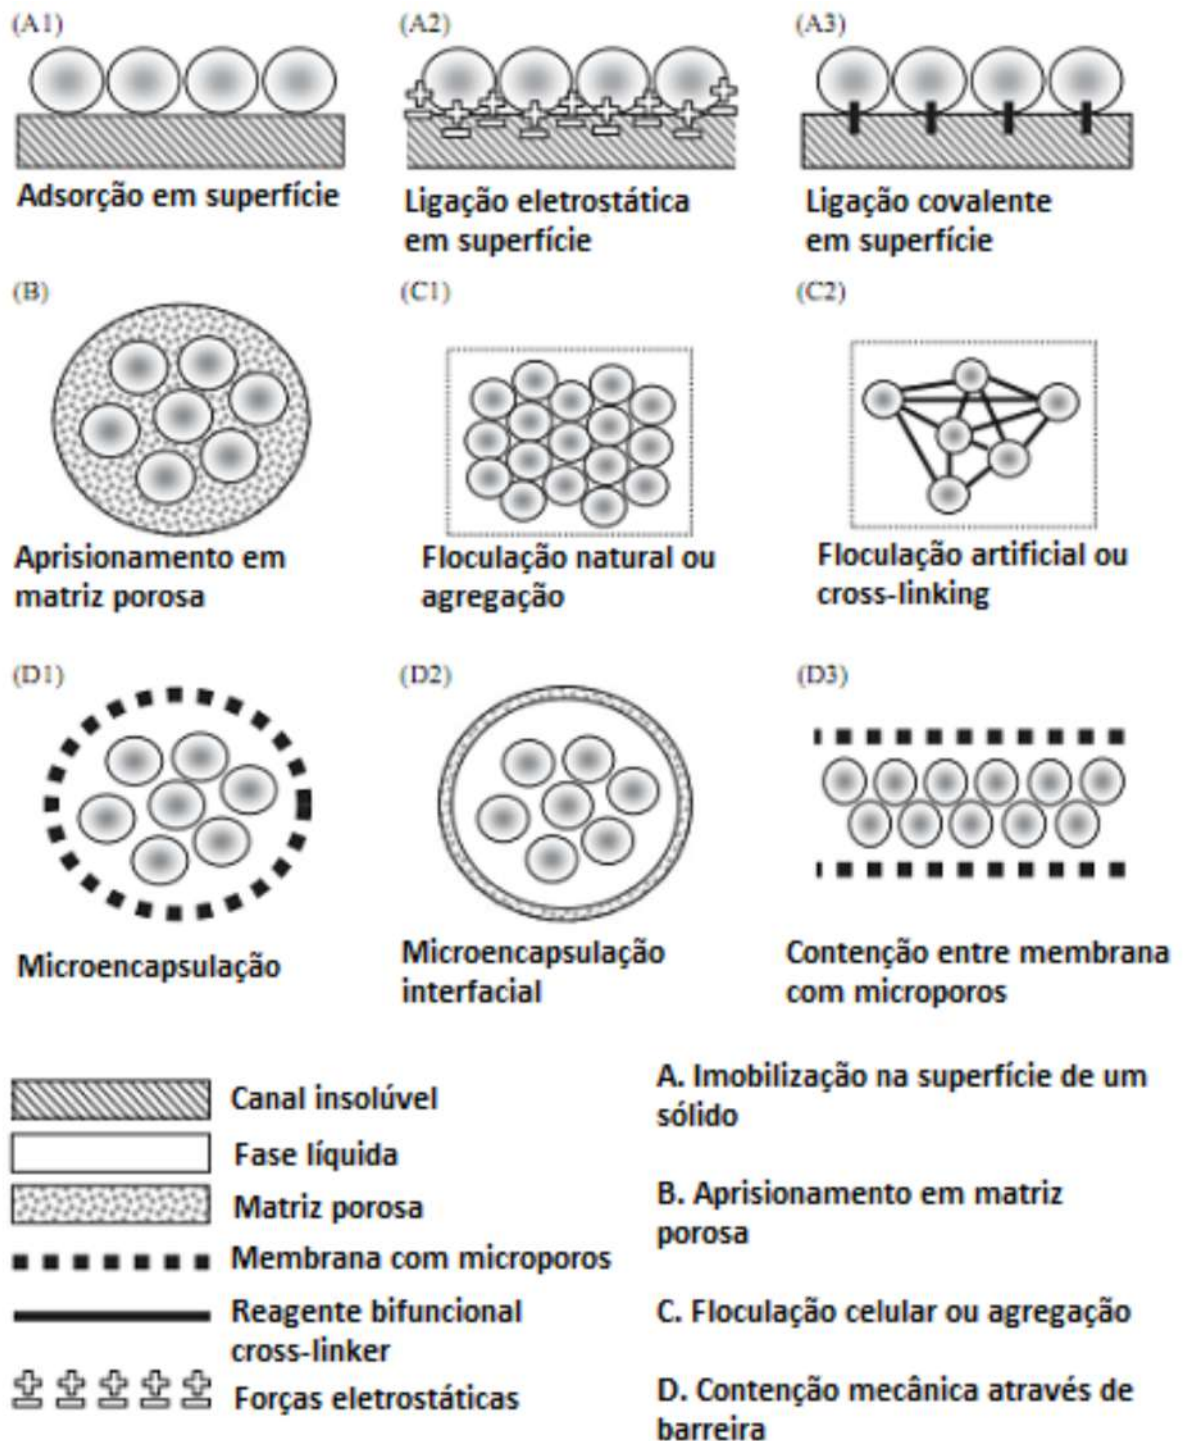 (A1)
(A2)
(A3)
Adsorção em superfície
Ligação eletrostática
em superfície
Ligação covalente
em superfície
(B)
(C1)
(C2)
Aprisionamento em
matriz porosa
Floculação natural ou
agregação
Floculação artificial ou
cross-linking
(D1)
(D2)
(D3)
Microencapsulação
Microencapsulação
interfacial
Contenção entre membrana
com microporos
Canal insolúvel
Fase líquida
Matriz porosa
Membrana com microporos
Reagente bifuncional
cross-linker
Forças eletrostáticas
A. Imobilização na superfície de um
sólido
B. Aprisionamento em matriz
porosa
C. Floculação celular ou agregação
D. Contenção mecânica através de
barreira